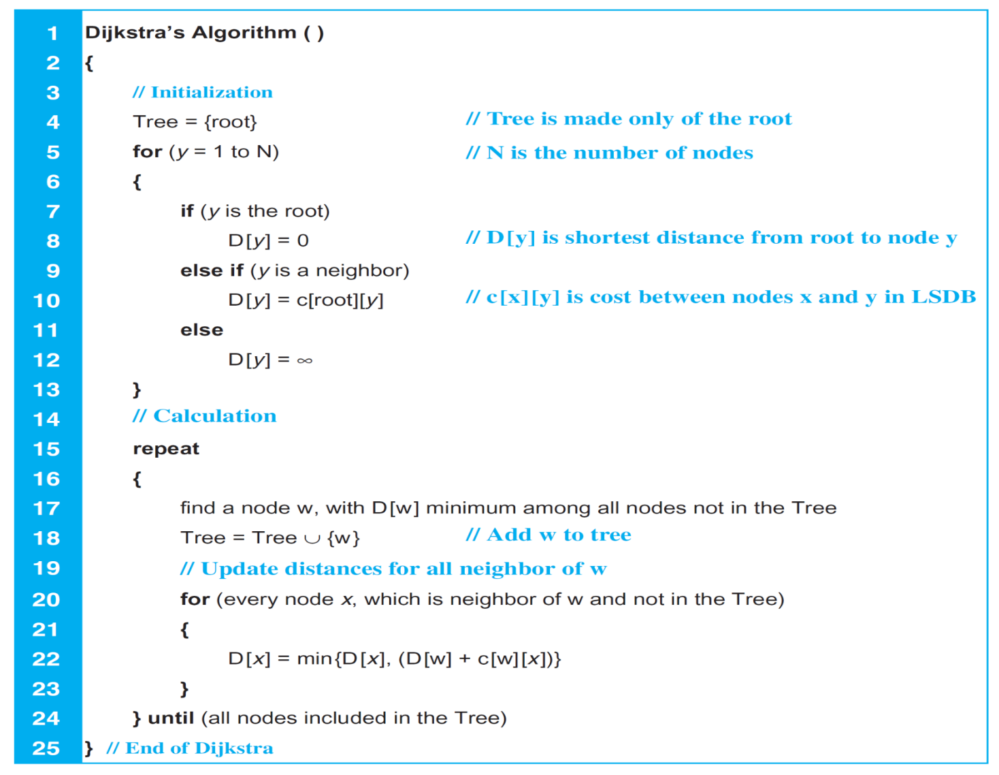 1 Dijkstra's Algorithm ( )
2 {
3 // Initialization
4 Tree = {root} // Tree is made only of the root
5 for (y = 1 to N) // N is the number of nodes
6 {
7 if (y is the root)
8 D[y] = 0 // D[y] is shortest distance from root to node y
9 else if (y is a neighbor)
10 D[y] = c[root][y] // c[x][y] is cost between nodes x and y in LSDB
11 else
12 D[y] = ∞
13 }
14 // Calculation
15 repeat
16 {
17 find a node w, with D[w] minimum among all nodes not in the Tree
18 Tree = Tree ∪ {w} // Add w to tree
19 // Update distances for all neighbor of w
20 for (every node x, which is neighbor of w and not in the Tree)
21 {
22 D[x] = min{D[x], (D[w] + c[w][x])}
23 }
24 } until (all nodes included in the Tree)
25 } // End of Dijkstra